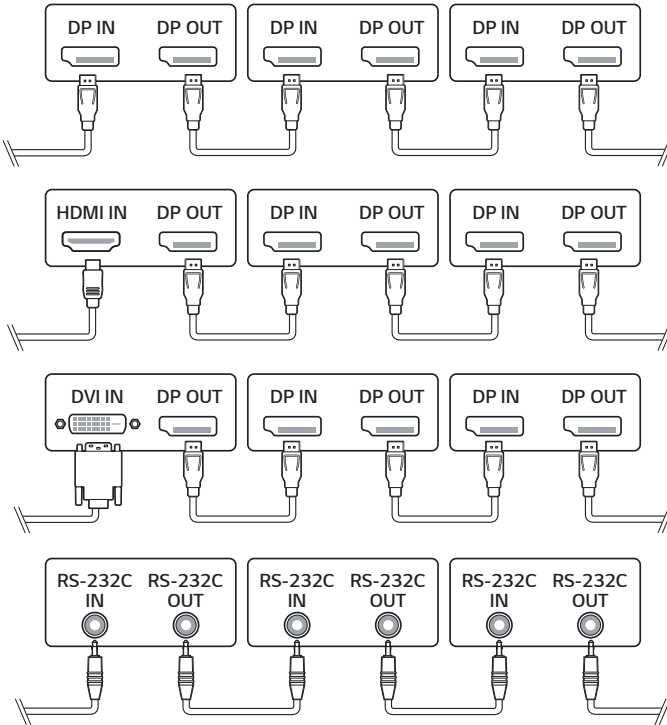 DP IN DP OUT DP IN DP OUT DP IN DP OUT
HDMI IN DP OUT DP IN DP OUT DP IN DP OUT
DVI IN DP OUT DP IN DP OUT DP IN DP OUT
RS-232C RS-232C RS-232C RS-232C RS-232C RS-232C
IN OUT IN OUT IN OUT